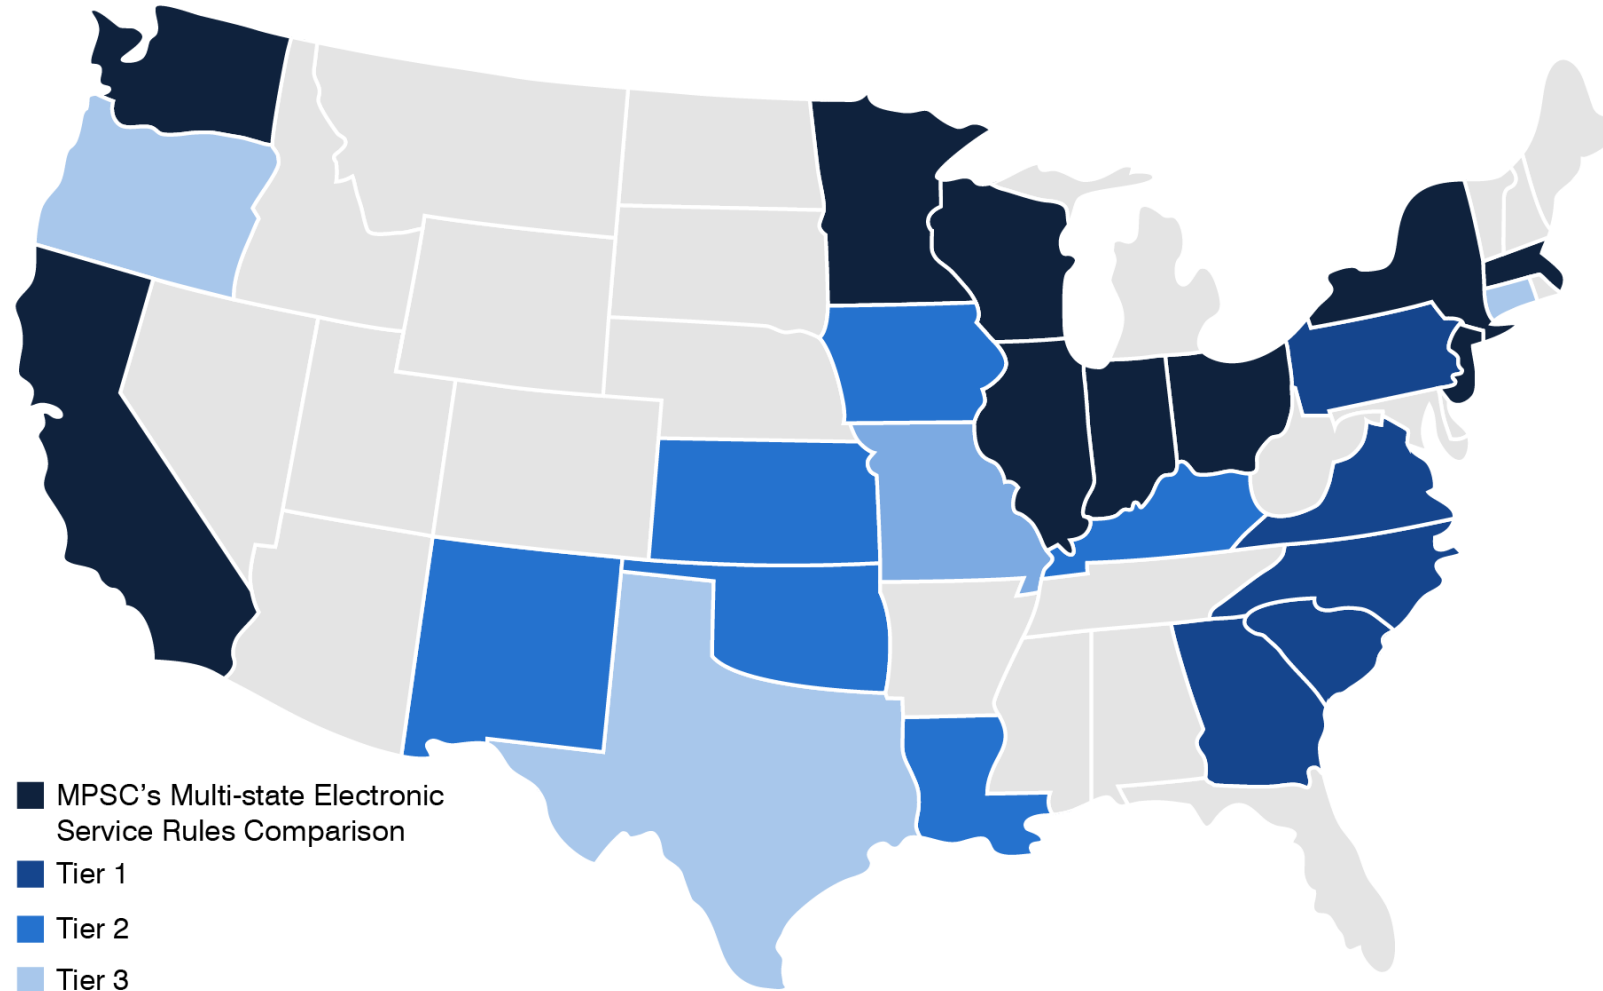 MPSC’s Multi-state Electronic
Service Rules Comparison
Tier 1
Tier 2
Tier 3